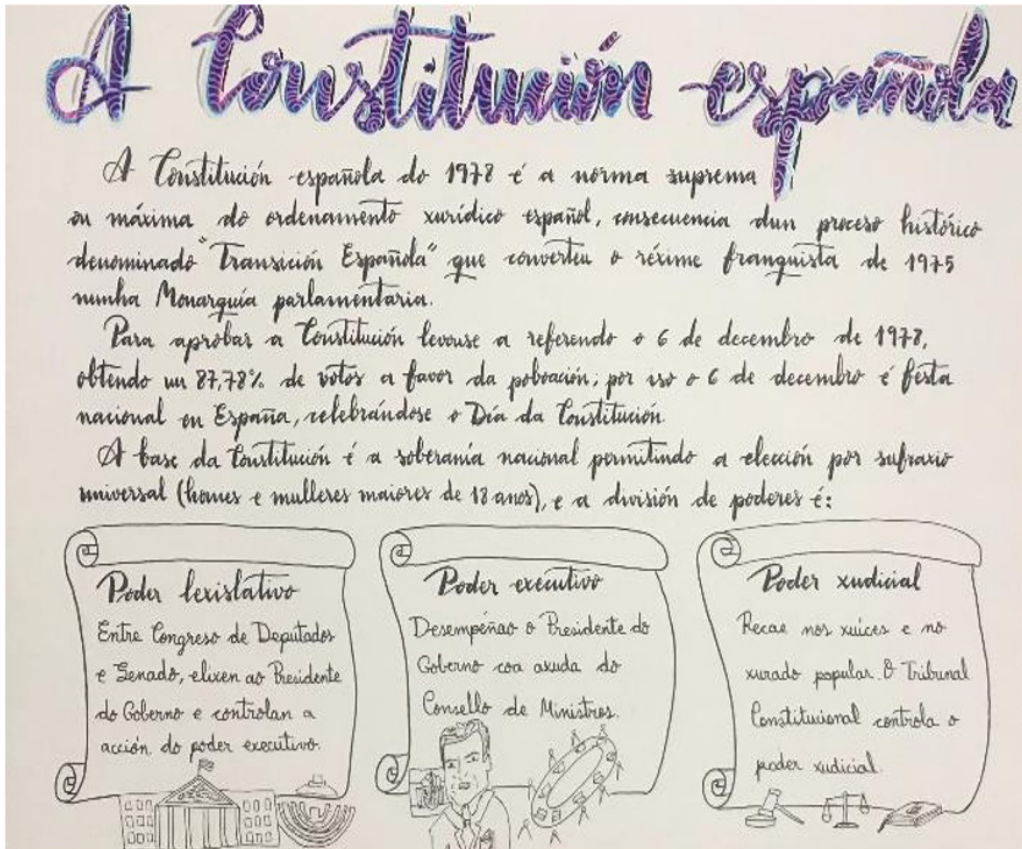 A Constitución española
A Constitución española do 1978 é a norma suprema
ou máxima do ordenamento xurídico español, consecuencia dun proceso histórico
denominado "Transición Española" que converteu o réxime franquista de 1975
nunha Monarquía parlamentaria.
Para aprobar a Constitución levouse a referendo o 6 de decembro de 1978,
obtendo un 87,78% de votos a favor da poboación; por iso o 6 de decembro é festa
nacional en España, celebrándose o Día da Constitución.
A base da Constitución é a soberanía nacional permitindo a elección por sufraxio
universal (homes e mulleres maiores de 18 anos), e a división de poderes é:
Poder lexislativo
Entre Congreso de Deputados
e Senado, elixen ao Presidente
do Goberno e controlan a
acción do poder executivo.
Poder executivo
Desempéñao o Presidente do
Goberno coa axuda do
Consello de Ministros.
Poder xudicial
Recae nos xuíces e no
xurado popular. O Tribunal
Constitucional controla o
poder xudicial.